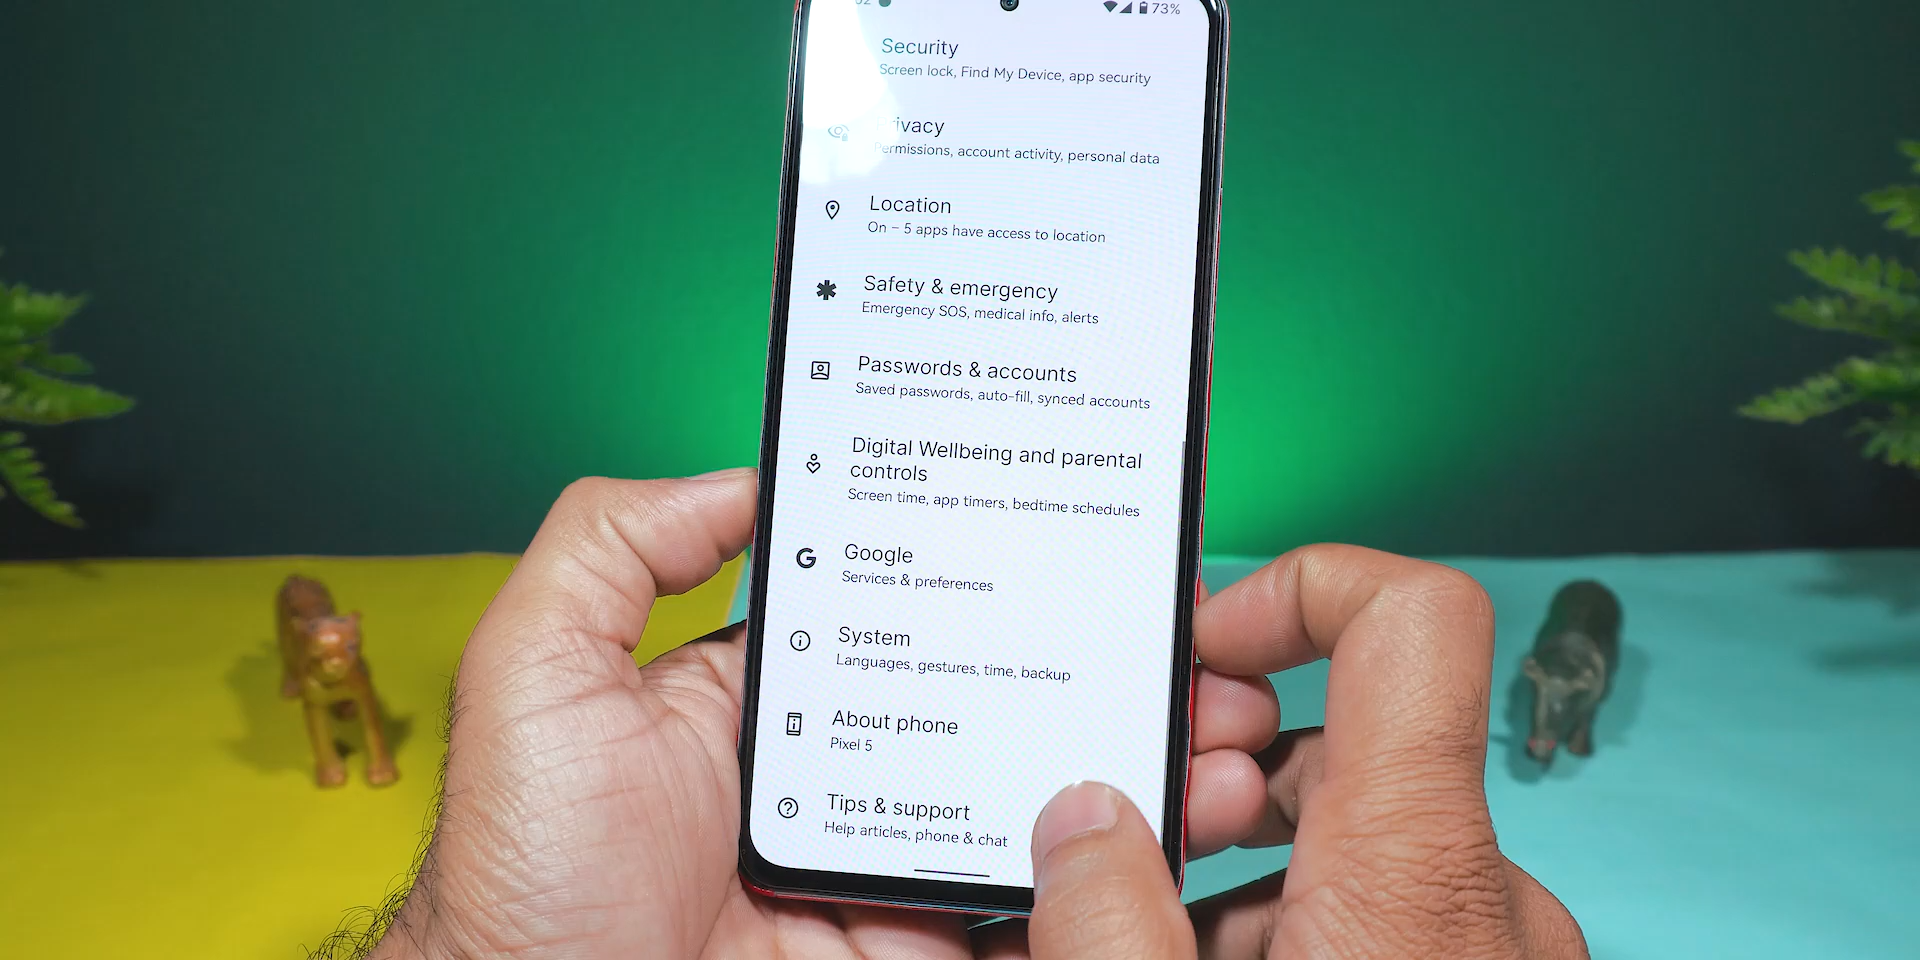 73%
Security
Screen lock, Find My Device, app security
Privacy
Permissions, account activity, personal data
Location
On – 5 apps have access to location
Safety & emergency
Emergency SOS, medical info, alerts
Passwords & accounts
Saved passwords, auto-fill, synced accounts
Digital Wellbeing and parental
controls
Screen time, app timers, bedtime schedules
Google
Services & preferences
System
Languages, gestures, time, backup
About phone
Pixel 5
Tips & support
Help articles, phone & chat